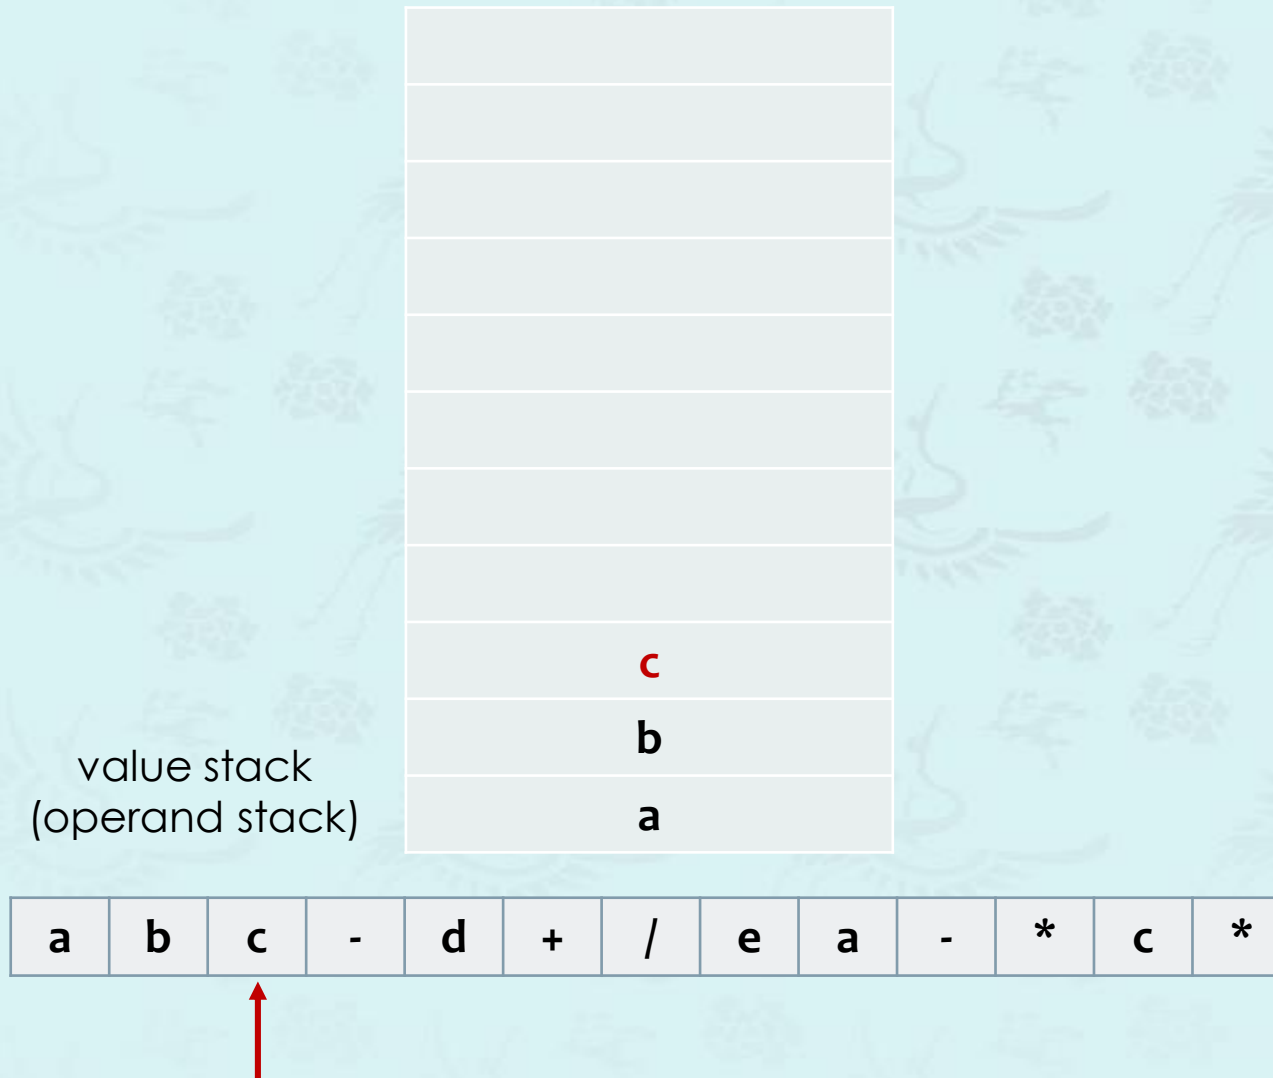 c
b
a
value stack
(operand stack)
a b c - d + / e a - * c *